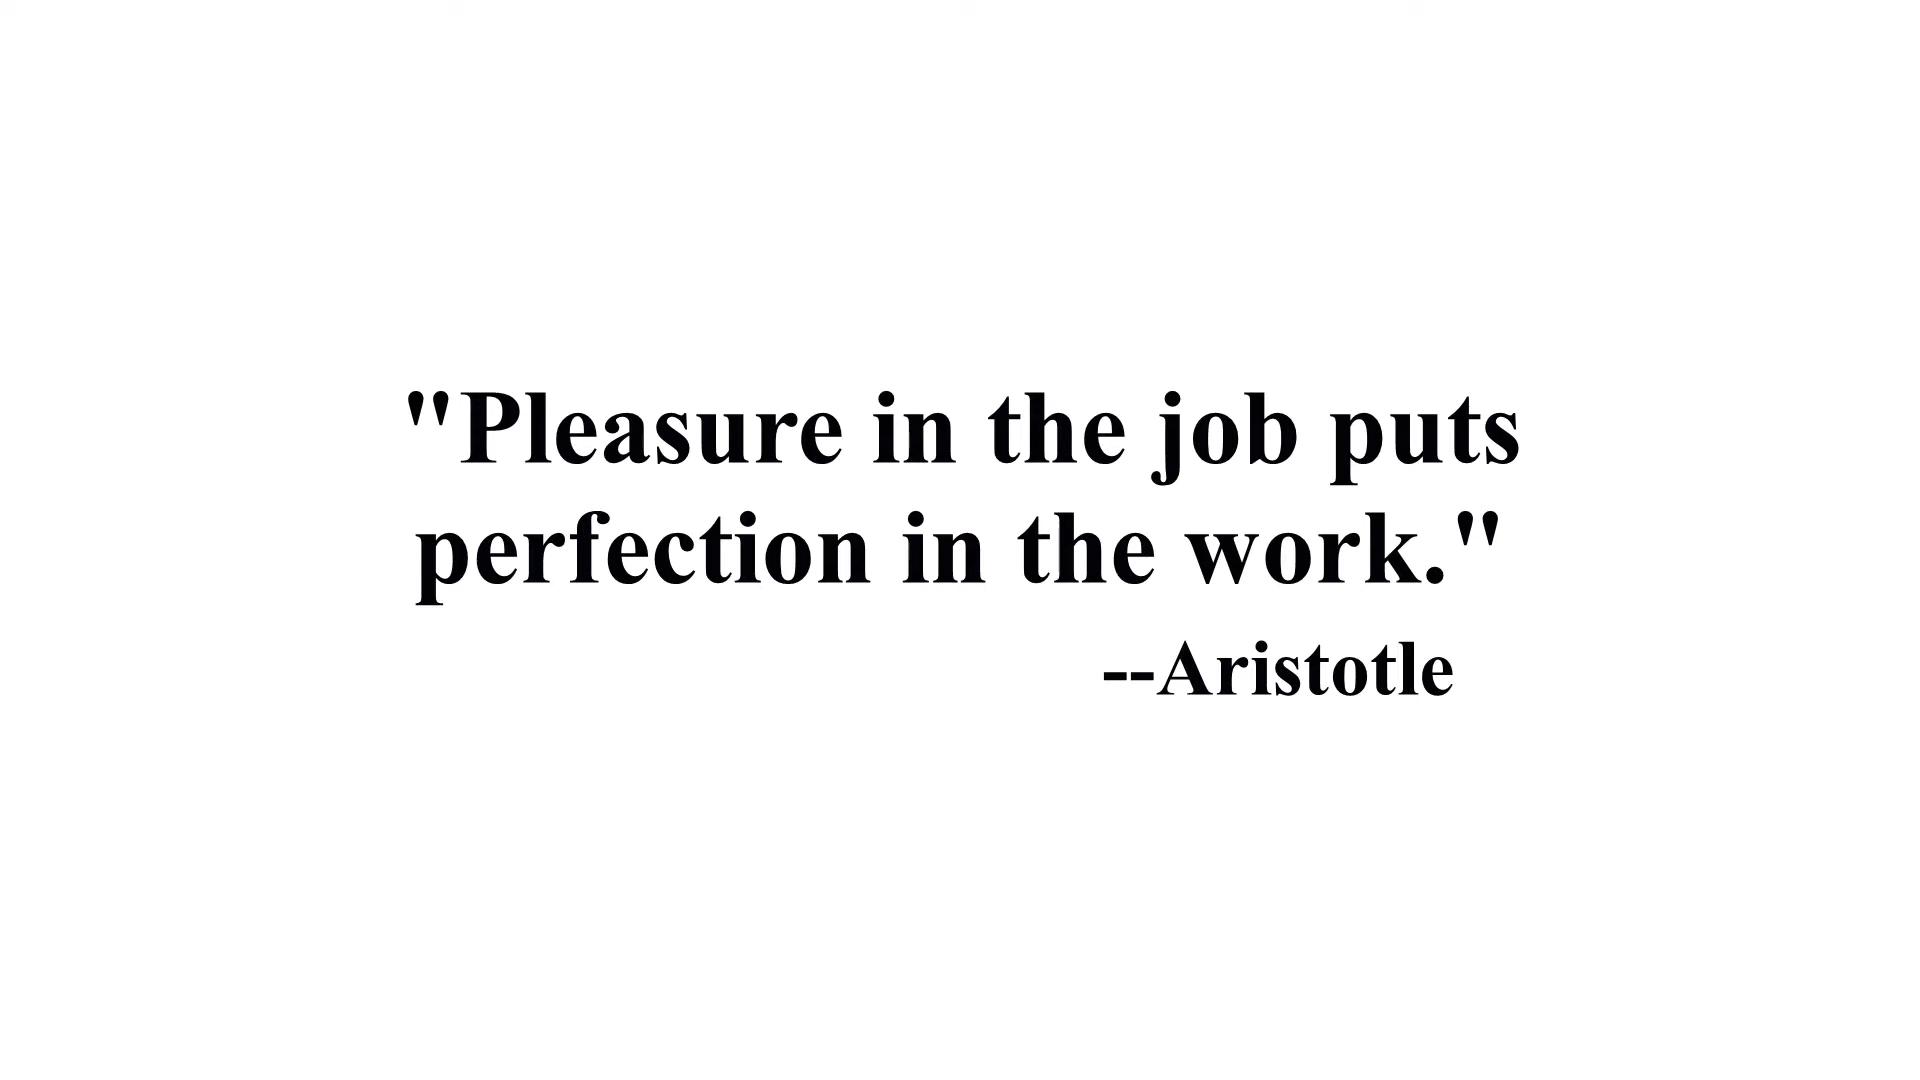 "Pleasure in the job puts
perfection in the work."
--Aristotle